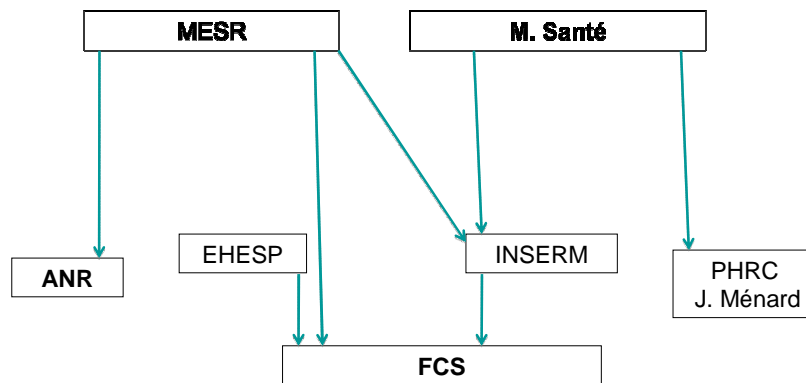 MESR
M. Santé
EHESP
INSERM
ANR
PHRC
J. Ménard
FCS